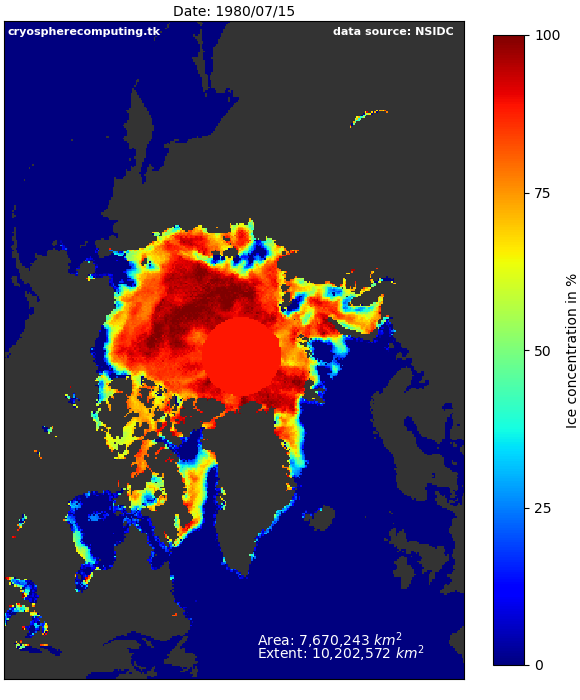 Date: 1980/07/15
cryospherecomputing.tk
data source: NSIDC
100
75
50
25
0
Ice concentration in %
Area: 7,670,243 km²
Extent: 10,202,572 km²